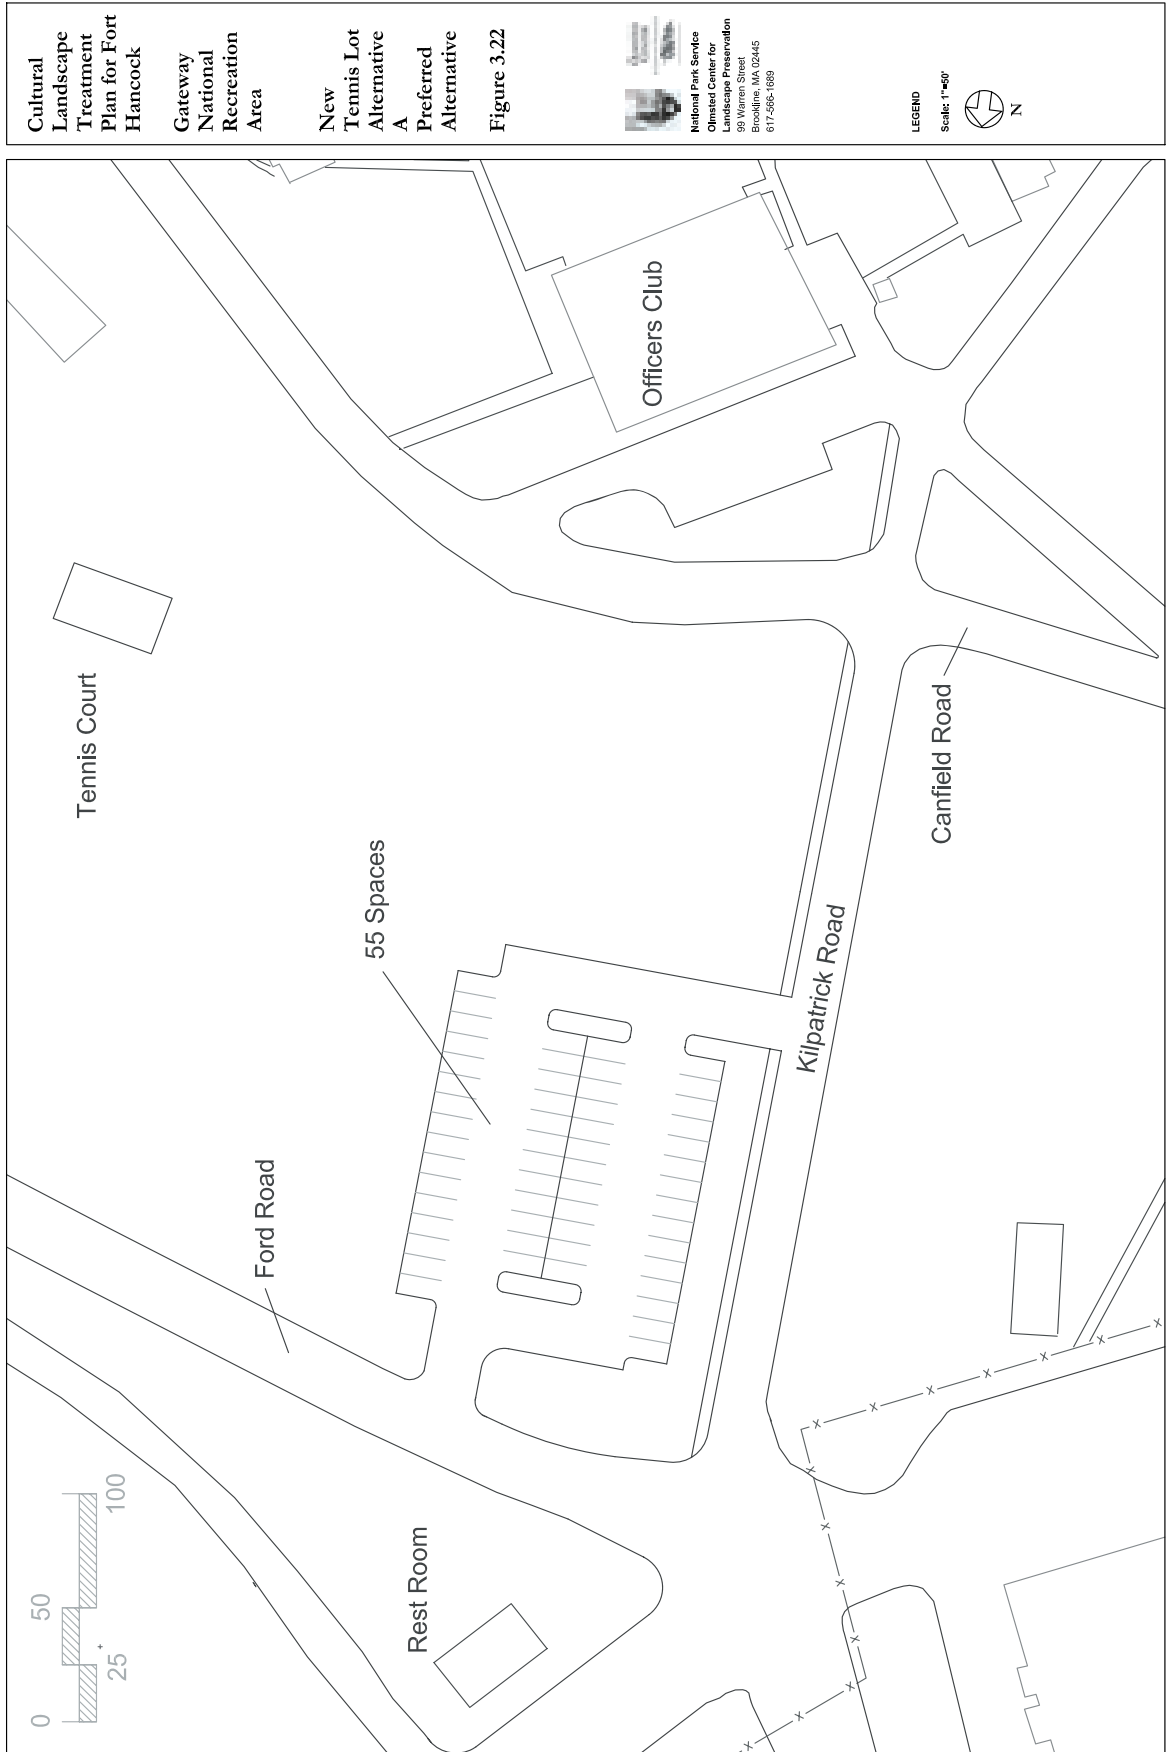 Cultural
Landscape
Treatment
Plan for Fort
Hancock
Gateway
National
Recreation
Area
New
Tennis Lot
Alternative
A
Preferred
Alternative
Figure 3.22
National Park Service
Olmsted Center for
Landscape Preservation
99 Warren Street
Brookline, MA 02445
617-566-1689
LEGEND
Scale: 1"=50'
N
Tennis Court
Officers Club
55 Spaces
Ford Road
Kilpatrick Road
Canfield Road
Rest Room
0
25
50
100